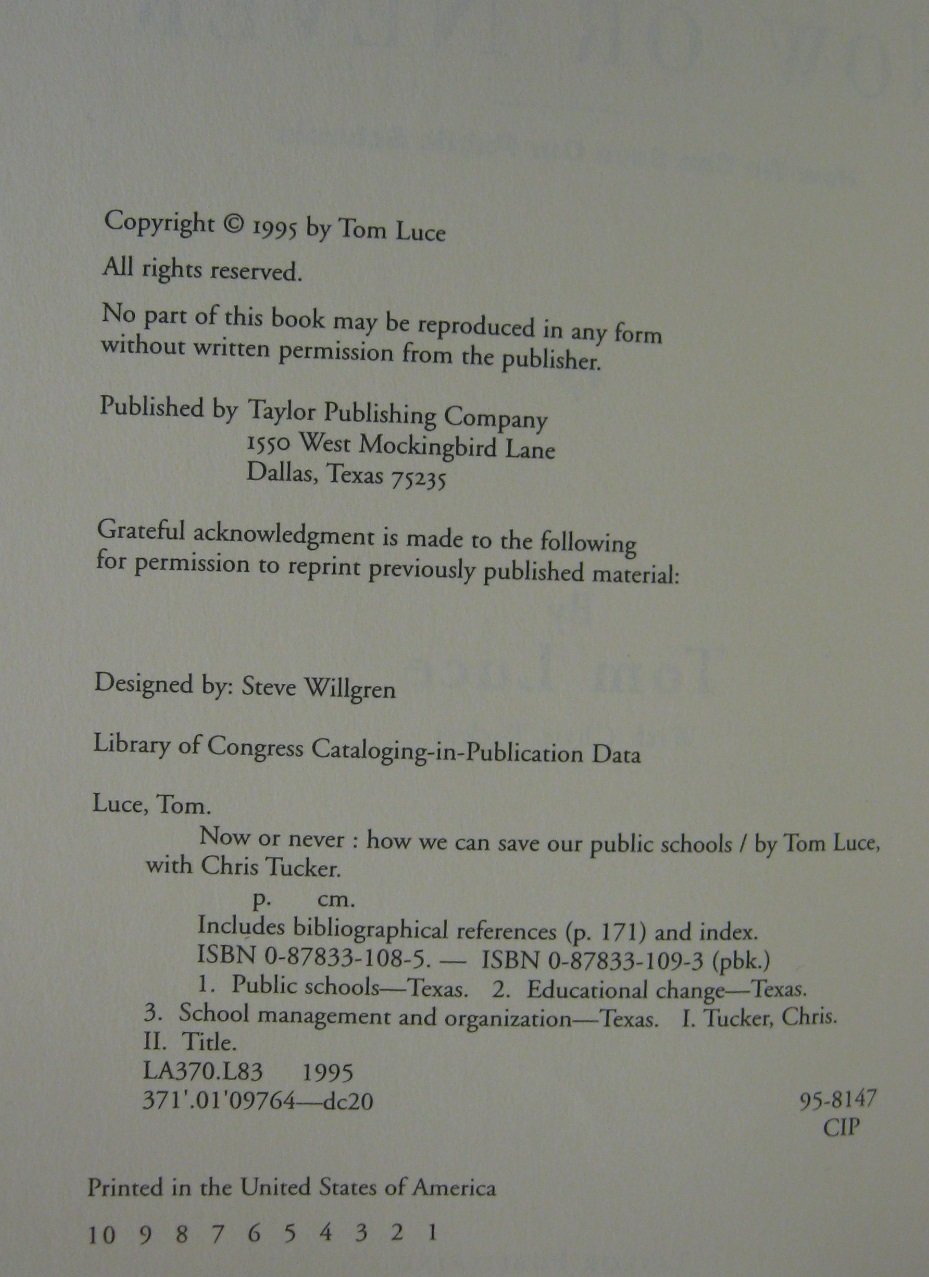 Copyright © 1995 by Tom Luce
All rights reserved.
No part of this book may be reproduced in any form
without written permission from the publisher.
Published by Taylor Publishing Company
1550 West Mockingbird Lane
Dallas, Texas 75235
Grateful acknowledgment is made to the following
for permission to reprint previously published material:
Designed by: Steve Willgren
Library of Congress Cataloging-in-Publication Data
Luce, Tom.
Now or never : how we can save our public schools / by Tom Luce,
with Chris Tucker.
p. cm.
Includes bibliographical references (p. 171) and index.
ISBN 0-87833-108-5. — ISBN 0-87833-109-3 (pbk.)
1. Public schools—Texas. 2. Educational change—Texas.
3. School management and organization—Texas. I. Tucker, Chris.
II. Title.
LA370.L83 1995
371'.01'09764—dc20 95-8147
CIP
Printed in the United States of America
10 9 8 7 6 5 4 3 2 1